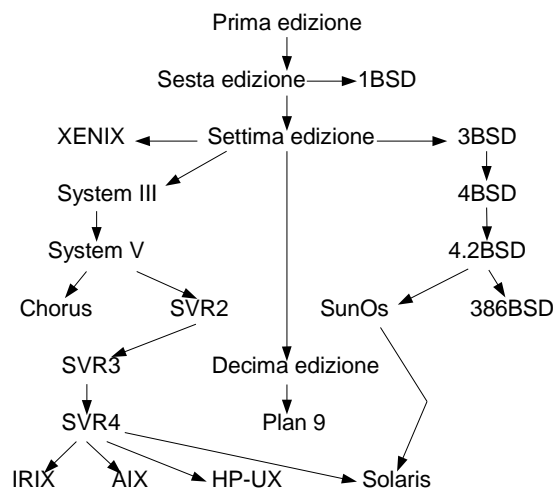 Prima edizione
Sesta edizione 1BSD
XENIX Settima edizione 3BSD
System III 4BSD
System V 4.2BSD
Chorus SVR2 SunOs 386BSD
SVR3 Decima edizione
SVR4 Plan 9
IRIX AIX HP-UX Solaris